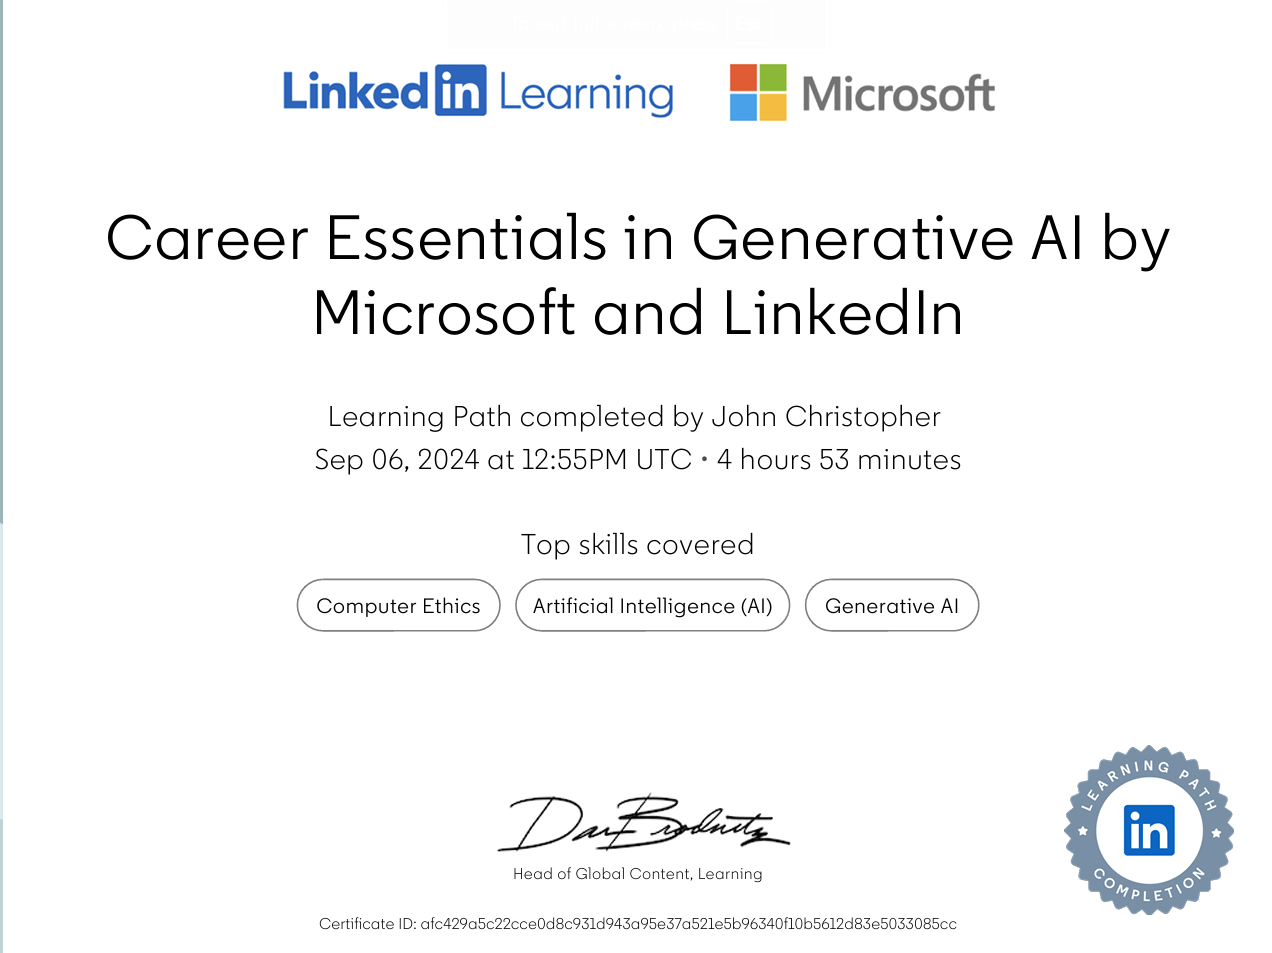 Linked in Learning Microsoft
Career Essentials in Generative AI by
Microsoft and LinkedIn
Learning Path completed by John Christopher
Sep 06, 2024 at 12:55PM UTC • 4 hours 53 minutes
Top skills covered
Computer Ethics Artificial Intelligence (AI) Generative AI
Dan Brodnitz
Head of Global Content, Learning
LEARNING PATH
in
COMPLETION
Certificate ID: afc429a5c22cce0d8c931d943a95e37a521e5b96340f10b5612d83e5033085cc